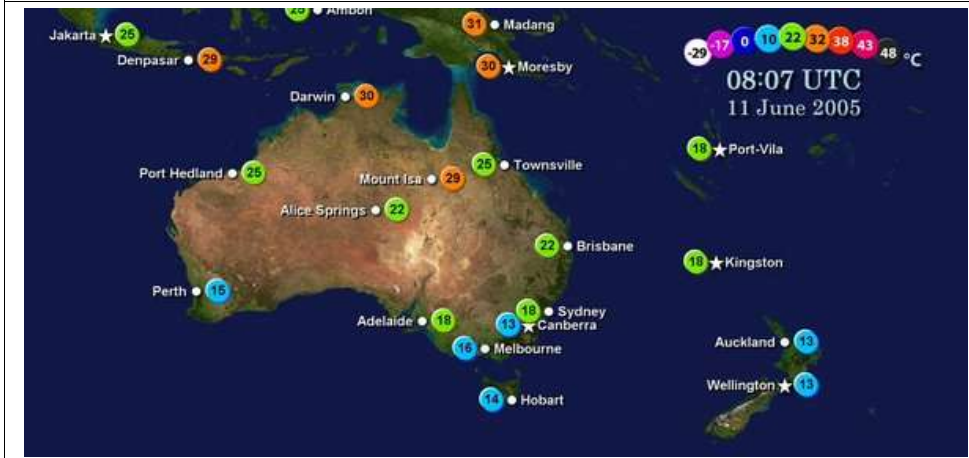 25 Ambon
Jakarta 25
31 Madang
-29 -17 0 10 22 32 38 43 48 °C
Denpasar 29
30 Moresby
08:07 UTC
11 June 2005
Darwin 30
18 Port-Vila
25 Townsville
Port Hedland 25
Mount Isa 29
Alice Springs 22
22 Brisbane
18 Kingston
Perth 15
18 Sydney
Adelaide 18
13 Canberra
16 Melbourne
Auckland 13
Wellington 13
14 Hobart